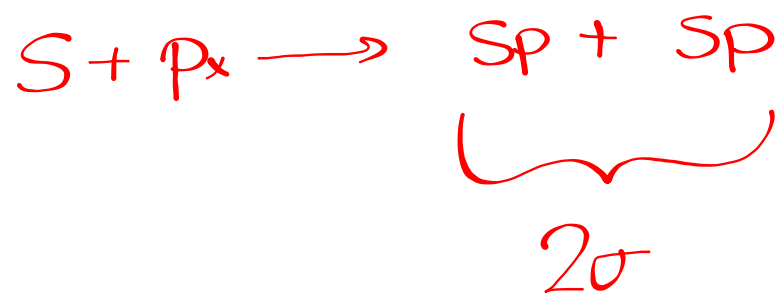 S + Px → Sp + Sp
2σ